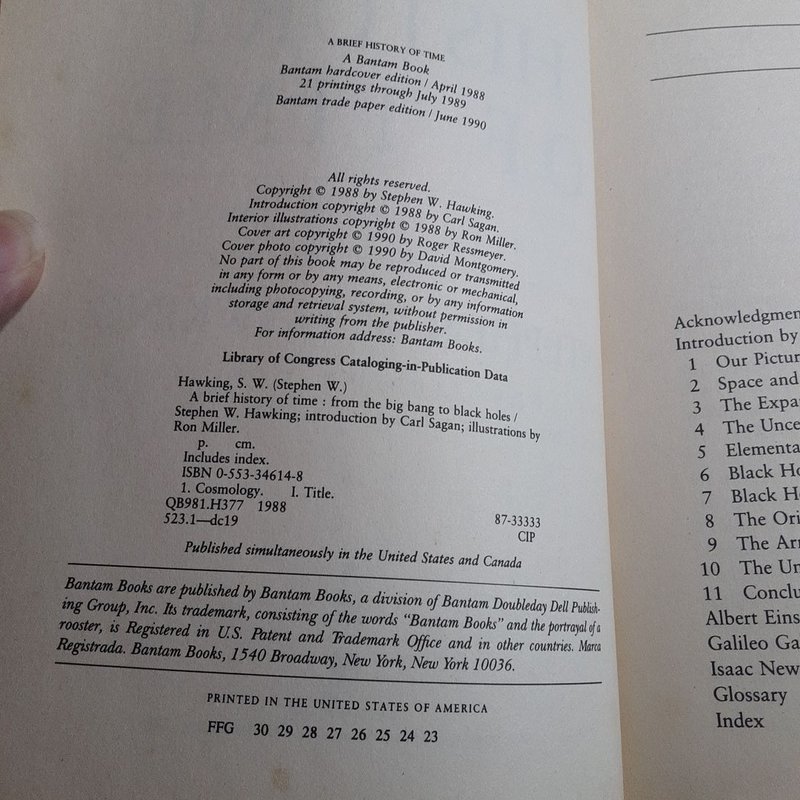 A BRIEF HISTORY OF TIME
A Bantam Book
Bantam hardcover edition / April 1988
21 printings through July 1989
Bantam trade paper edition / June 1990
All rights reserved.
Copyright © 1988 by Stephen W. Hawking.
Introduction copyright © 1988 by Carl Sagan.
Interior illustrations copyright © 1988 by Ron Miller.
Cover art copyright © 1990 by Roger Ressmeyer.
Cover photo copyright © 1990 by David Montgomery.
No part of this book may be reproduced or transmitted
in any form or by any means, electronic or mechanical,
including photocopying, recording, or by any information
storage and retrieval system, without permission in
writing from the publisher.
For information address: Bantam Books.
Library of Congress Cataloging-in-Publication Data
Hawking, S. W. (Stephen W.)
A brief history of time : from the big bang to black holes /
Stephen W. Hawking; introduction by Carl Sagan; illustrations by
Ron Miller.
p. cm.
Includes index.
ISBN 0-553-34614-8
1. Cosmology. I. Title.
QB981.H377 1988
523.1—dc19 87-33333
CIP
Published simultaneously in the United States and Canada
Bantam Books are published by Bantam Books, a division of Bantam Doubleday Dell Publish-
ing Group, Inc. Its trademark, consisting of the words "Bantam Books" and the portrayal of a
rooster, is Registered in U.S. Patent and Trademark Office and in other countries. Marca
Registrada. Bantam Books, 1540 Broadway, New York, New York 10036.
PRINTED IN THE UNITED STATES OF AMERICA
FFG 30 29 28 27 26 25 24 23
Acknowledgmen
Introduction by
1 Our Pictur
2 Space and
3 The Expa
4 The Unce
5 Elementa
6 Black Ho
7 Black H
8 The Ori
9 The Arr
10 The Un
11 Conclu
Albert Eins
Galileo Ga
Isaac New
Glossary
Index